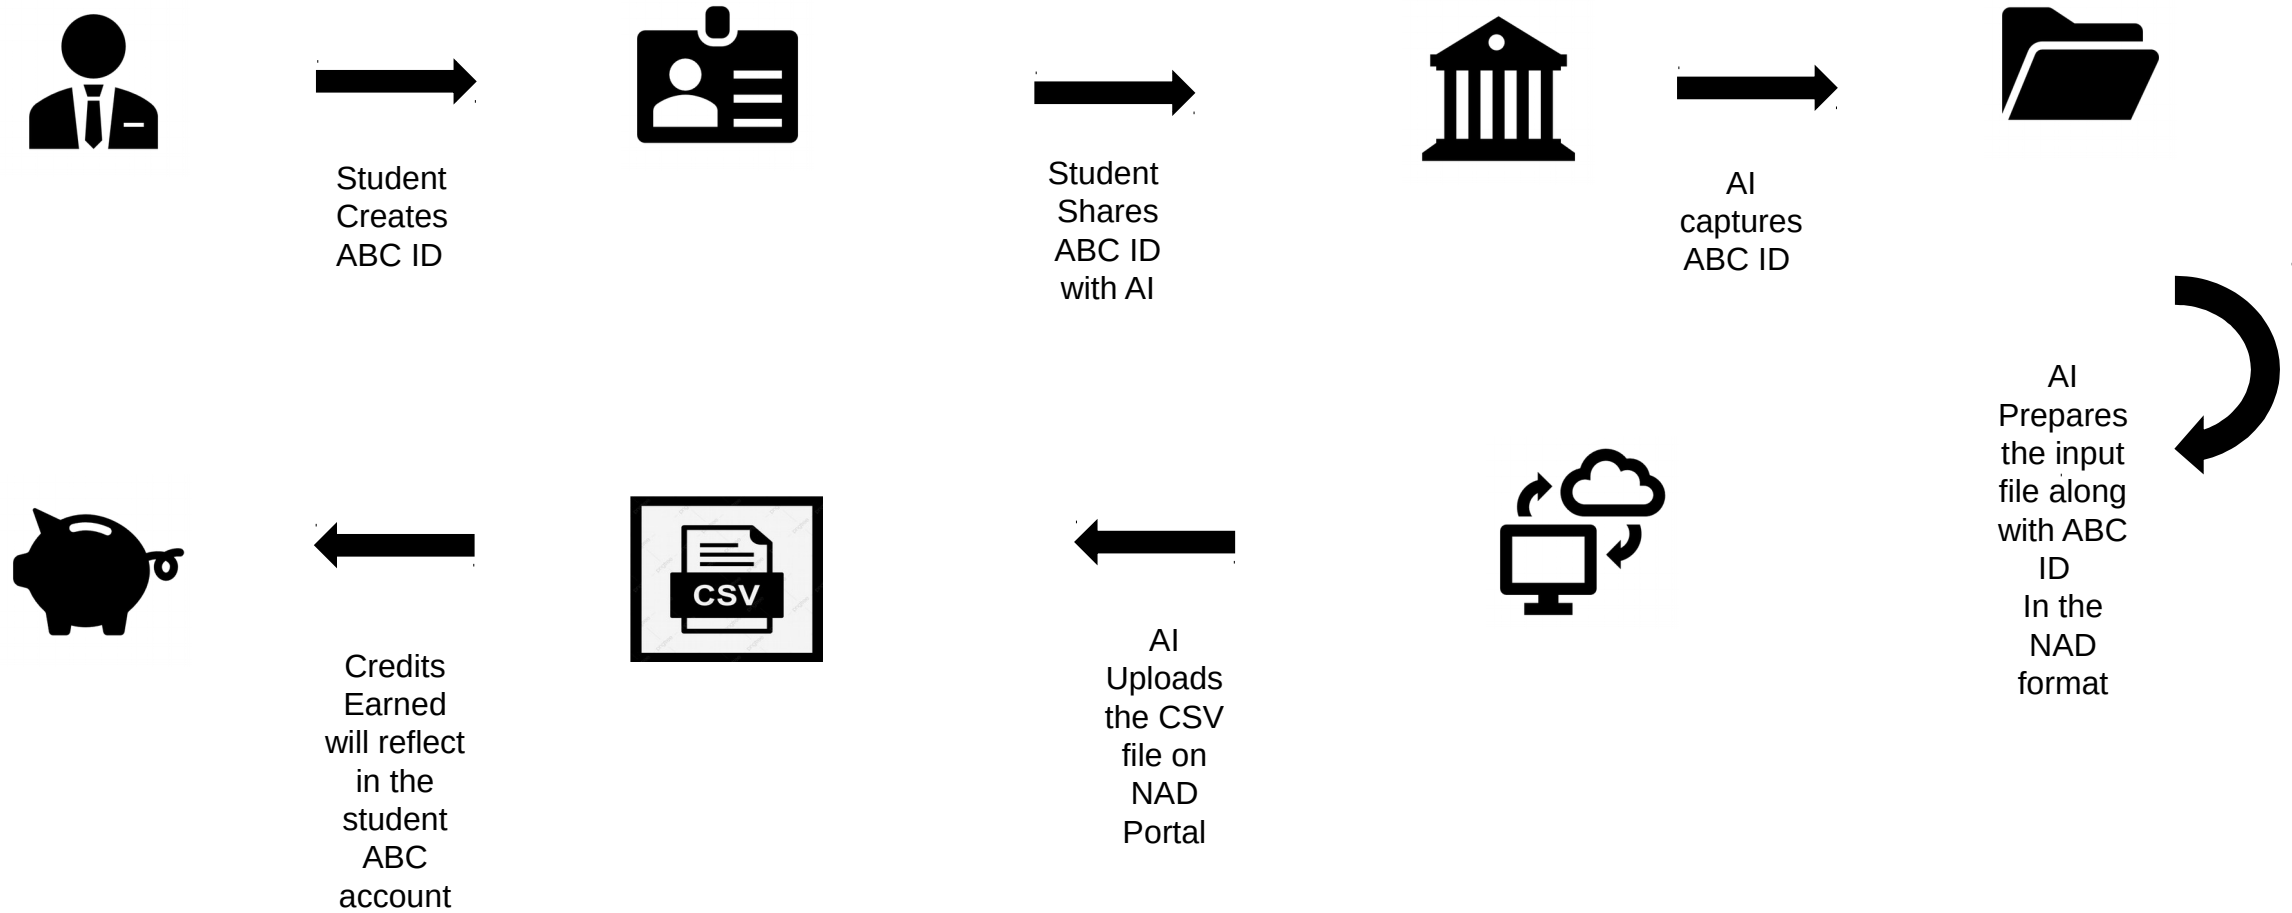 Student
Creates
ABC ID
Student
Shares
ABC ID
with AI
AI
captures
ABC ID
AI
Prepares
the input
file along
with ABC
ID
In the
NAD
format
AI
Uploads
the CSV
file on
NAD
Portal
CSV
Credits
Earned
will reflect
in the
student
ABC
account